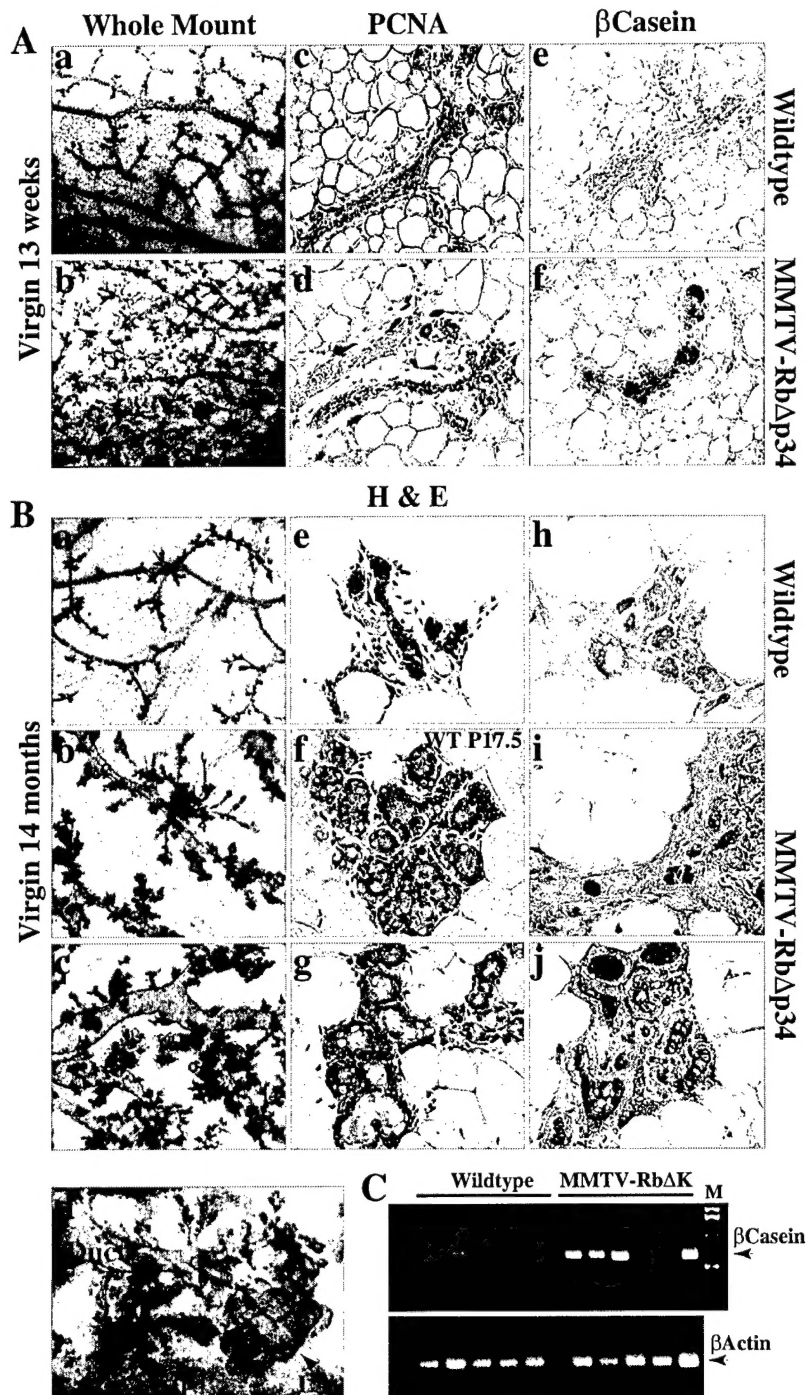 Whole Mount PCNA βCasein
A
a c e
Wildtype
Virgin 13 weeks
b d f
MMTV-RbΔp34
H & E
B
a e h
Wildtype
Virgin 14 months
b f WT P17.5 i
MMTV-RbΔp34
c g j
C
Wildtype MMTV-RbΔK M
βCasein
βActin